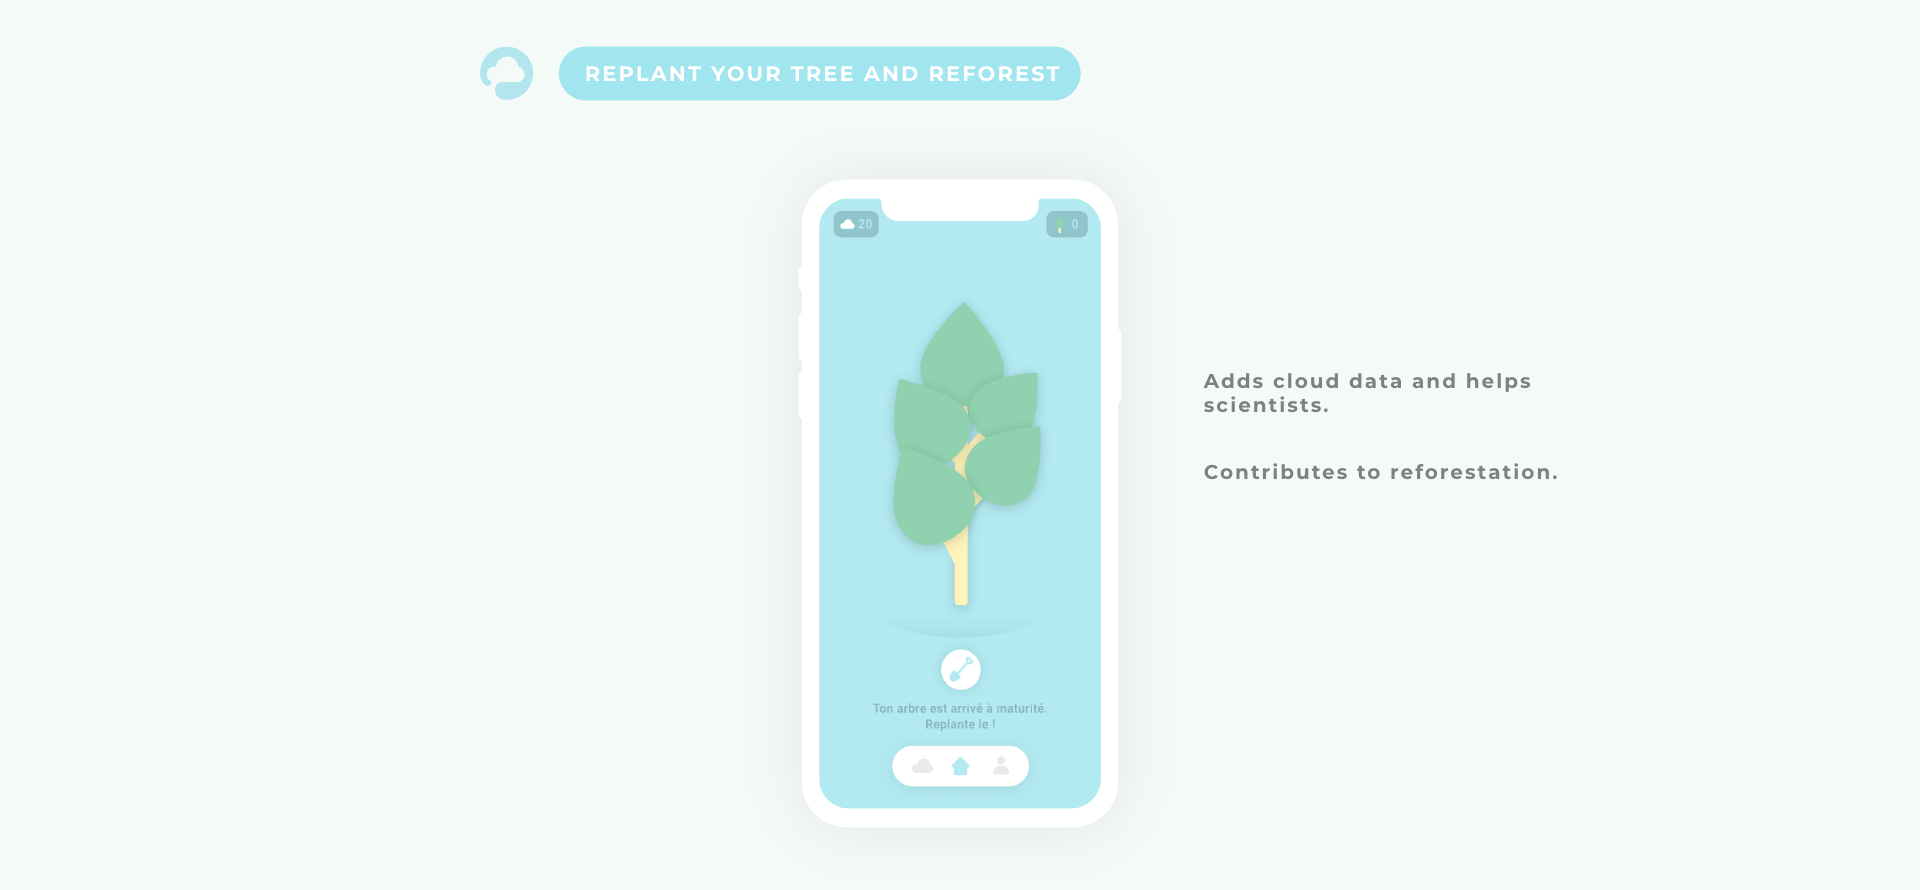 REPLANT YOUR TREE AND REFOREST
20
0
Adds cloud data and helps
scientists.
Contributes to reforestation.
Ton arbre est arrivé à maturité.
Replante le !